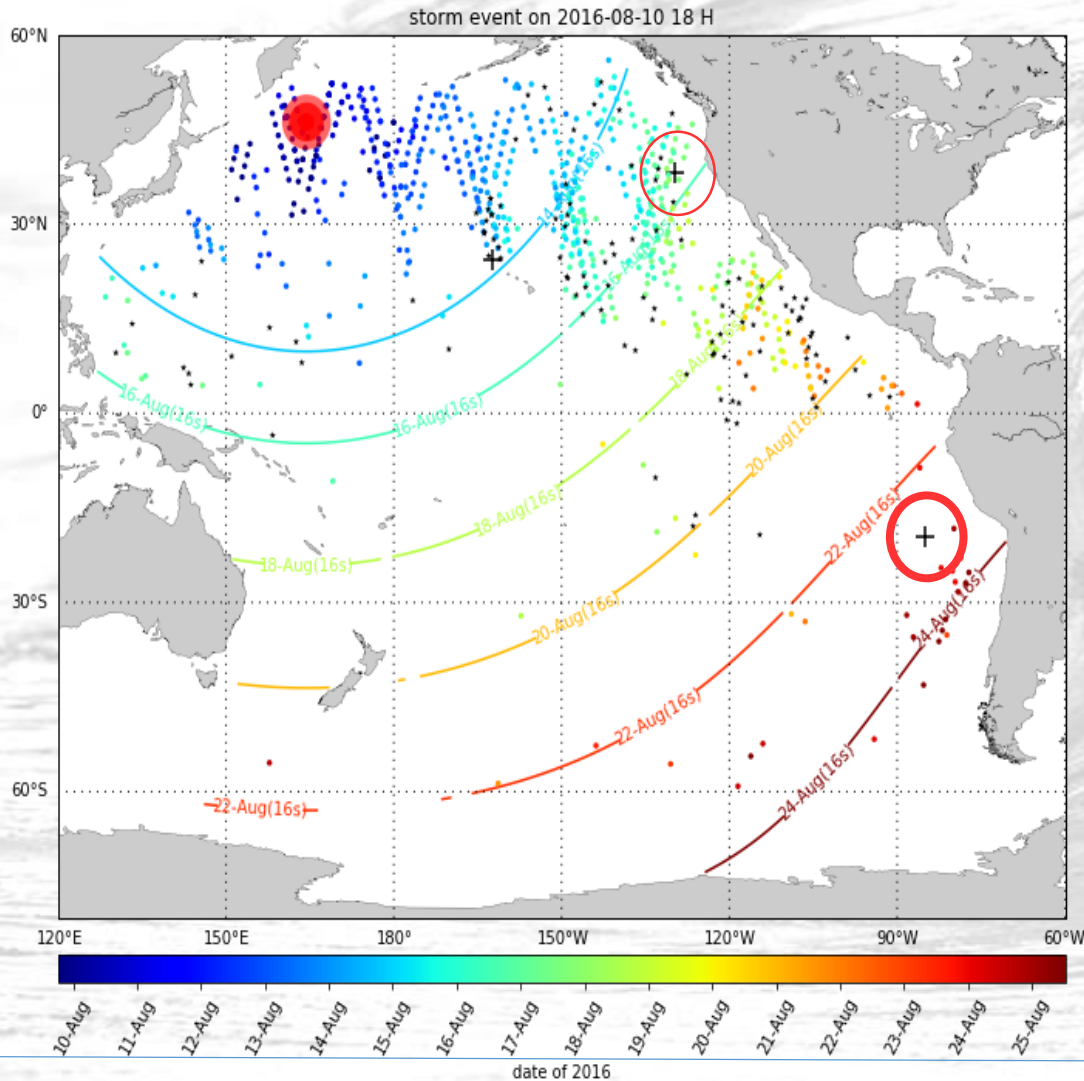 storm event on 2016-08-10 18 H
60°N
30°N
0°
30°S
60°S
14-Aug(16s)
16-Aug(16s)
16-Aug(16s)
16-Aug(16s)
18-Aug(16s)
18-Aug(16s)
18-Aug(16s)
20-Aug(16s)
20-Aug(16s)
22-Aug(16s)
22-Aug(16s)
22-Aug(16s)
24-Aug(16s)
24-Aug(16s)
120°E 150°E 180° 150°W 120°W 90°W 60°W
10-Aug 11-Aug 12-Aug 13-Aug 14-Aug 15-Aug 16-Aug 17-Aug 18-Aug 19-Aug 20-Aug 21-Aug 22-Aug 23-Aug 24-Aug 25-Aug
date of 2016